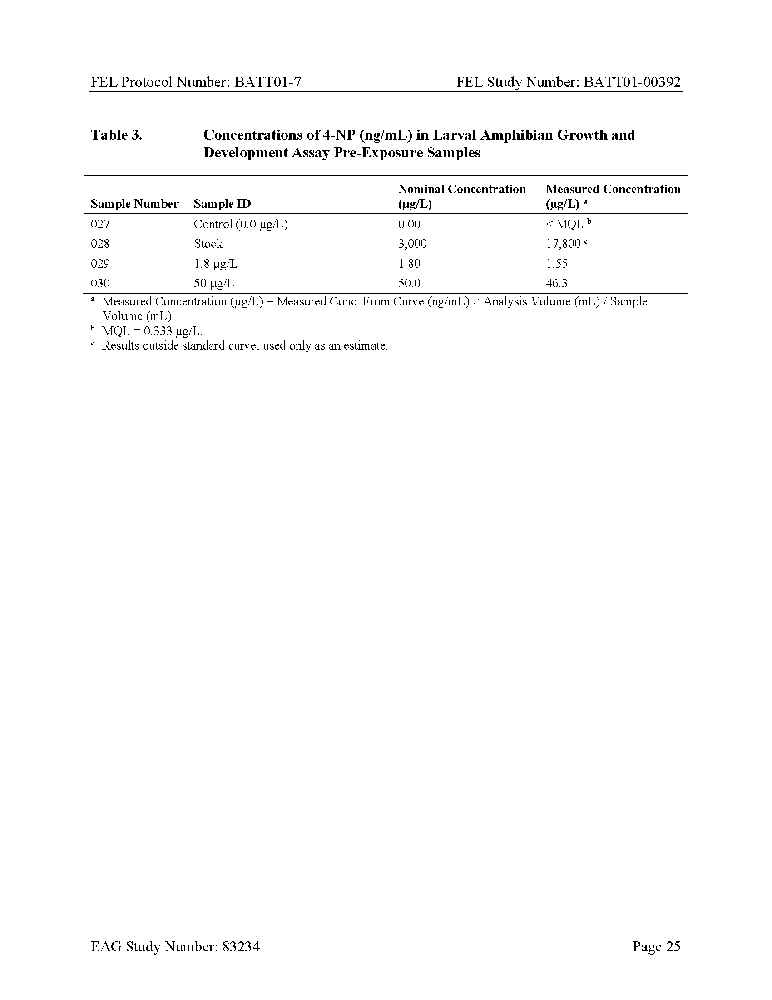 FEL Protocol Number: BATT01-7 FEL Study Number: BATT01-00392
Table 3. Concentrations of 4-NP (ng/mL) in Larval Amphibian Growth and
Development Assay Pre-Exposure Samples
Nominal Concentration Measured Concentration
Sample Number Sample ID (µg/L) (µg/L) a
027 Control (0.0 µg/L) 0.00 < MQL b
028 Stock 3,000 17,800 c
029 1.8 µg/L 1.80 1.55
030 50 µg/L 50.0 46.3
a Measured Concentration (µg/L) = Measured Conc. From Curve (ng/mL) × Analysis Volume (mL) / Sample
Volume (mL)
b MQL = 0.333 µg/L.
c Results outside standard curve, used only as an estimate.
EAG Study Number: 83234 Page 25